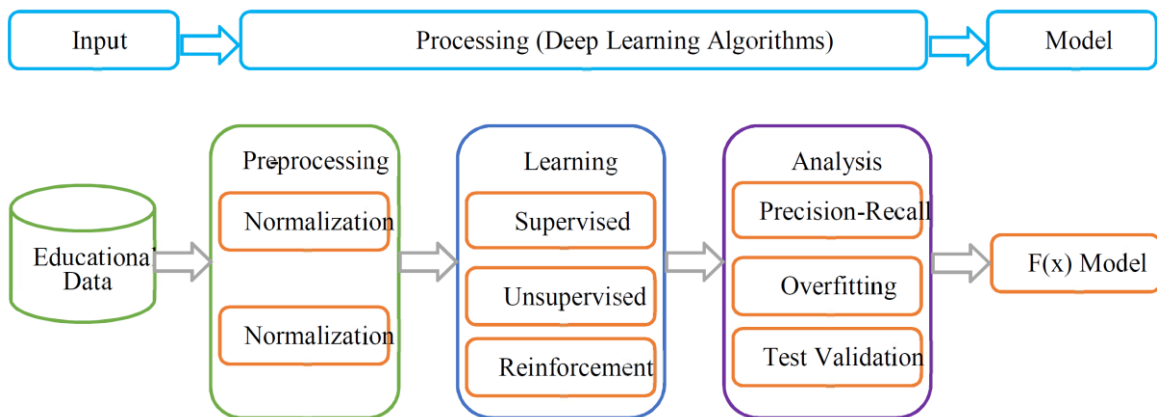 Input
Processing (Deep Learning Algorithms)
Model
Preprocessing
Normalization
Normalization
Learning
Supervised
Unsupervised
Reinforcement
Analysis
Precision-Recall
Overfitting
Test Validation
Educational
Data
F(x) Model